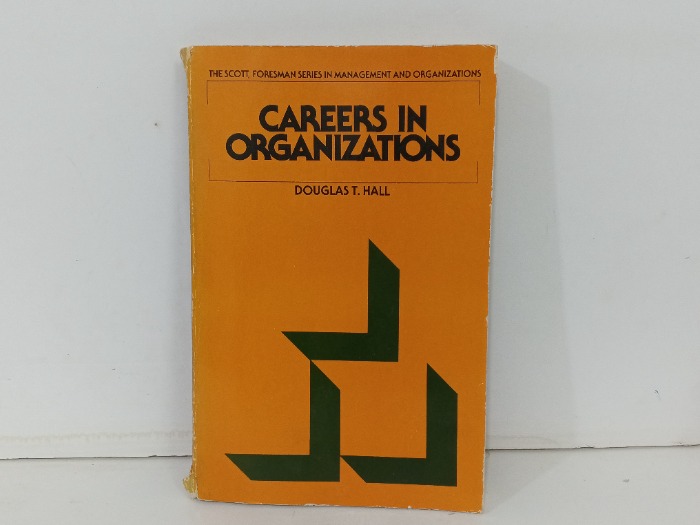 THE SCOTT, FORESMAN SERIES IN MANAGEMENT AND ORGANIZATIONS
CAREERS IN
ORGANIZATIONS
DOUGLAS T. HALL